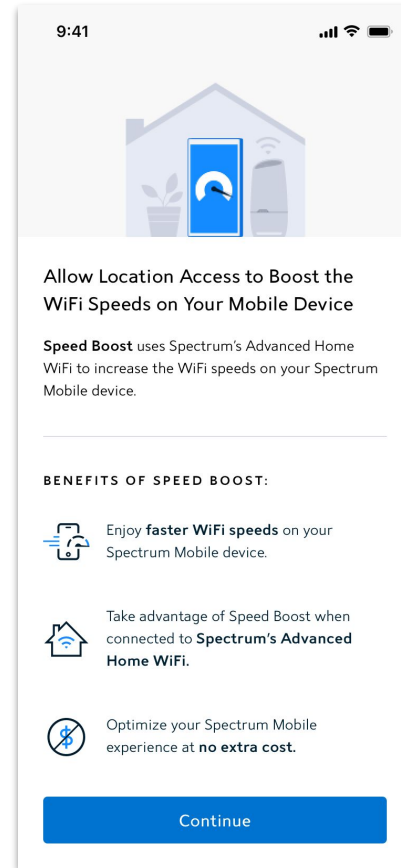 9:41
Allow Location Access to Boost the
WiFi Speeds on Your Mobile Device
Speed Boost uses Spectrum's Advanced Home
WiFi to increase the WiFi speeds on your Spectrum
Mobile device.
BENEFITS OF SPEED BOOST:
Enjoy faster WiFi speeds on your
Spectrum Mobile device.
Take advantage of Speed Boost when
connected to Spectrum's Advanced
Home WiFi.
Optimize your Spectrum Mobile
experience at no extra cost.
Continue